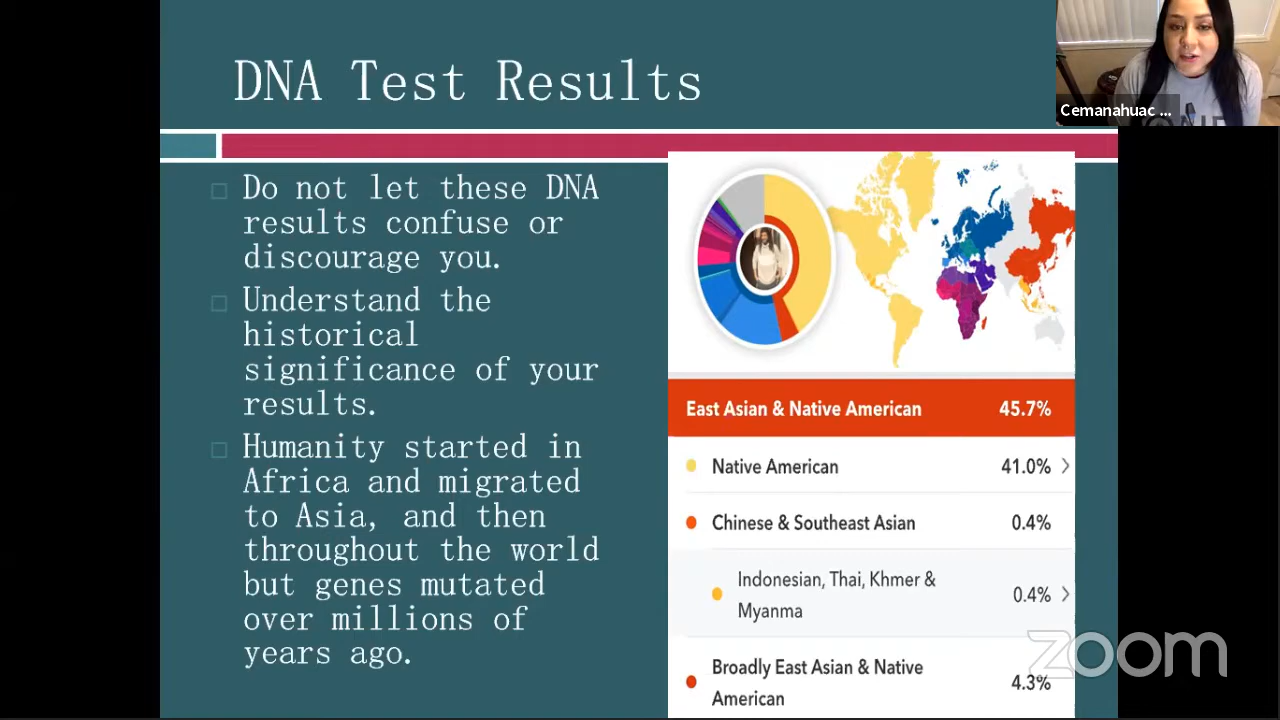 DNA Test Results
Cemanahuac ...
Do not let these DNA
results confuse or
discourage you.
Understand the
historical
significance of your
results.
Humanity started in
Africa and migrated
to Asia, and then
throughout the world
but genes mutated
over millions of
years ago.
East Asian & Native American 45.7%
Native American 41.0%
Chinese & Southeast Asian 0.4%
Indonesian, Thai, Khmer &
Myanma 0.4%
Broadly East Asian & Native
American 4.3%
zoom